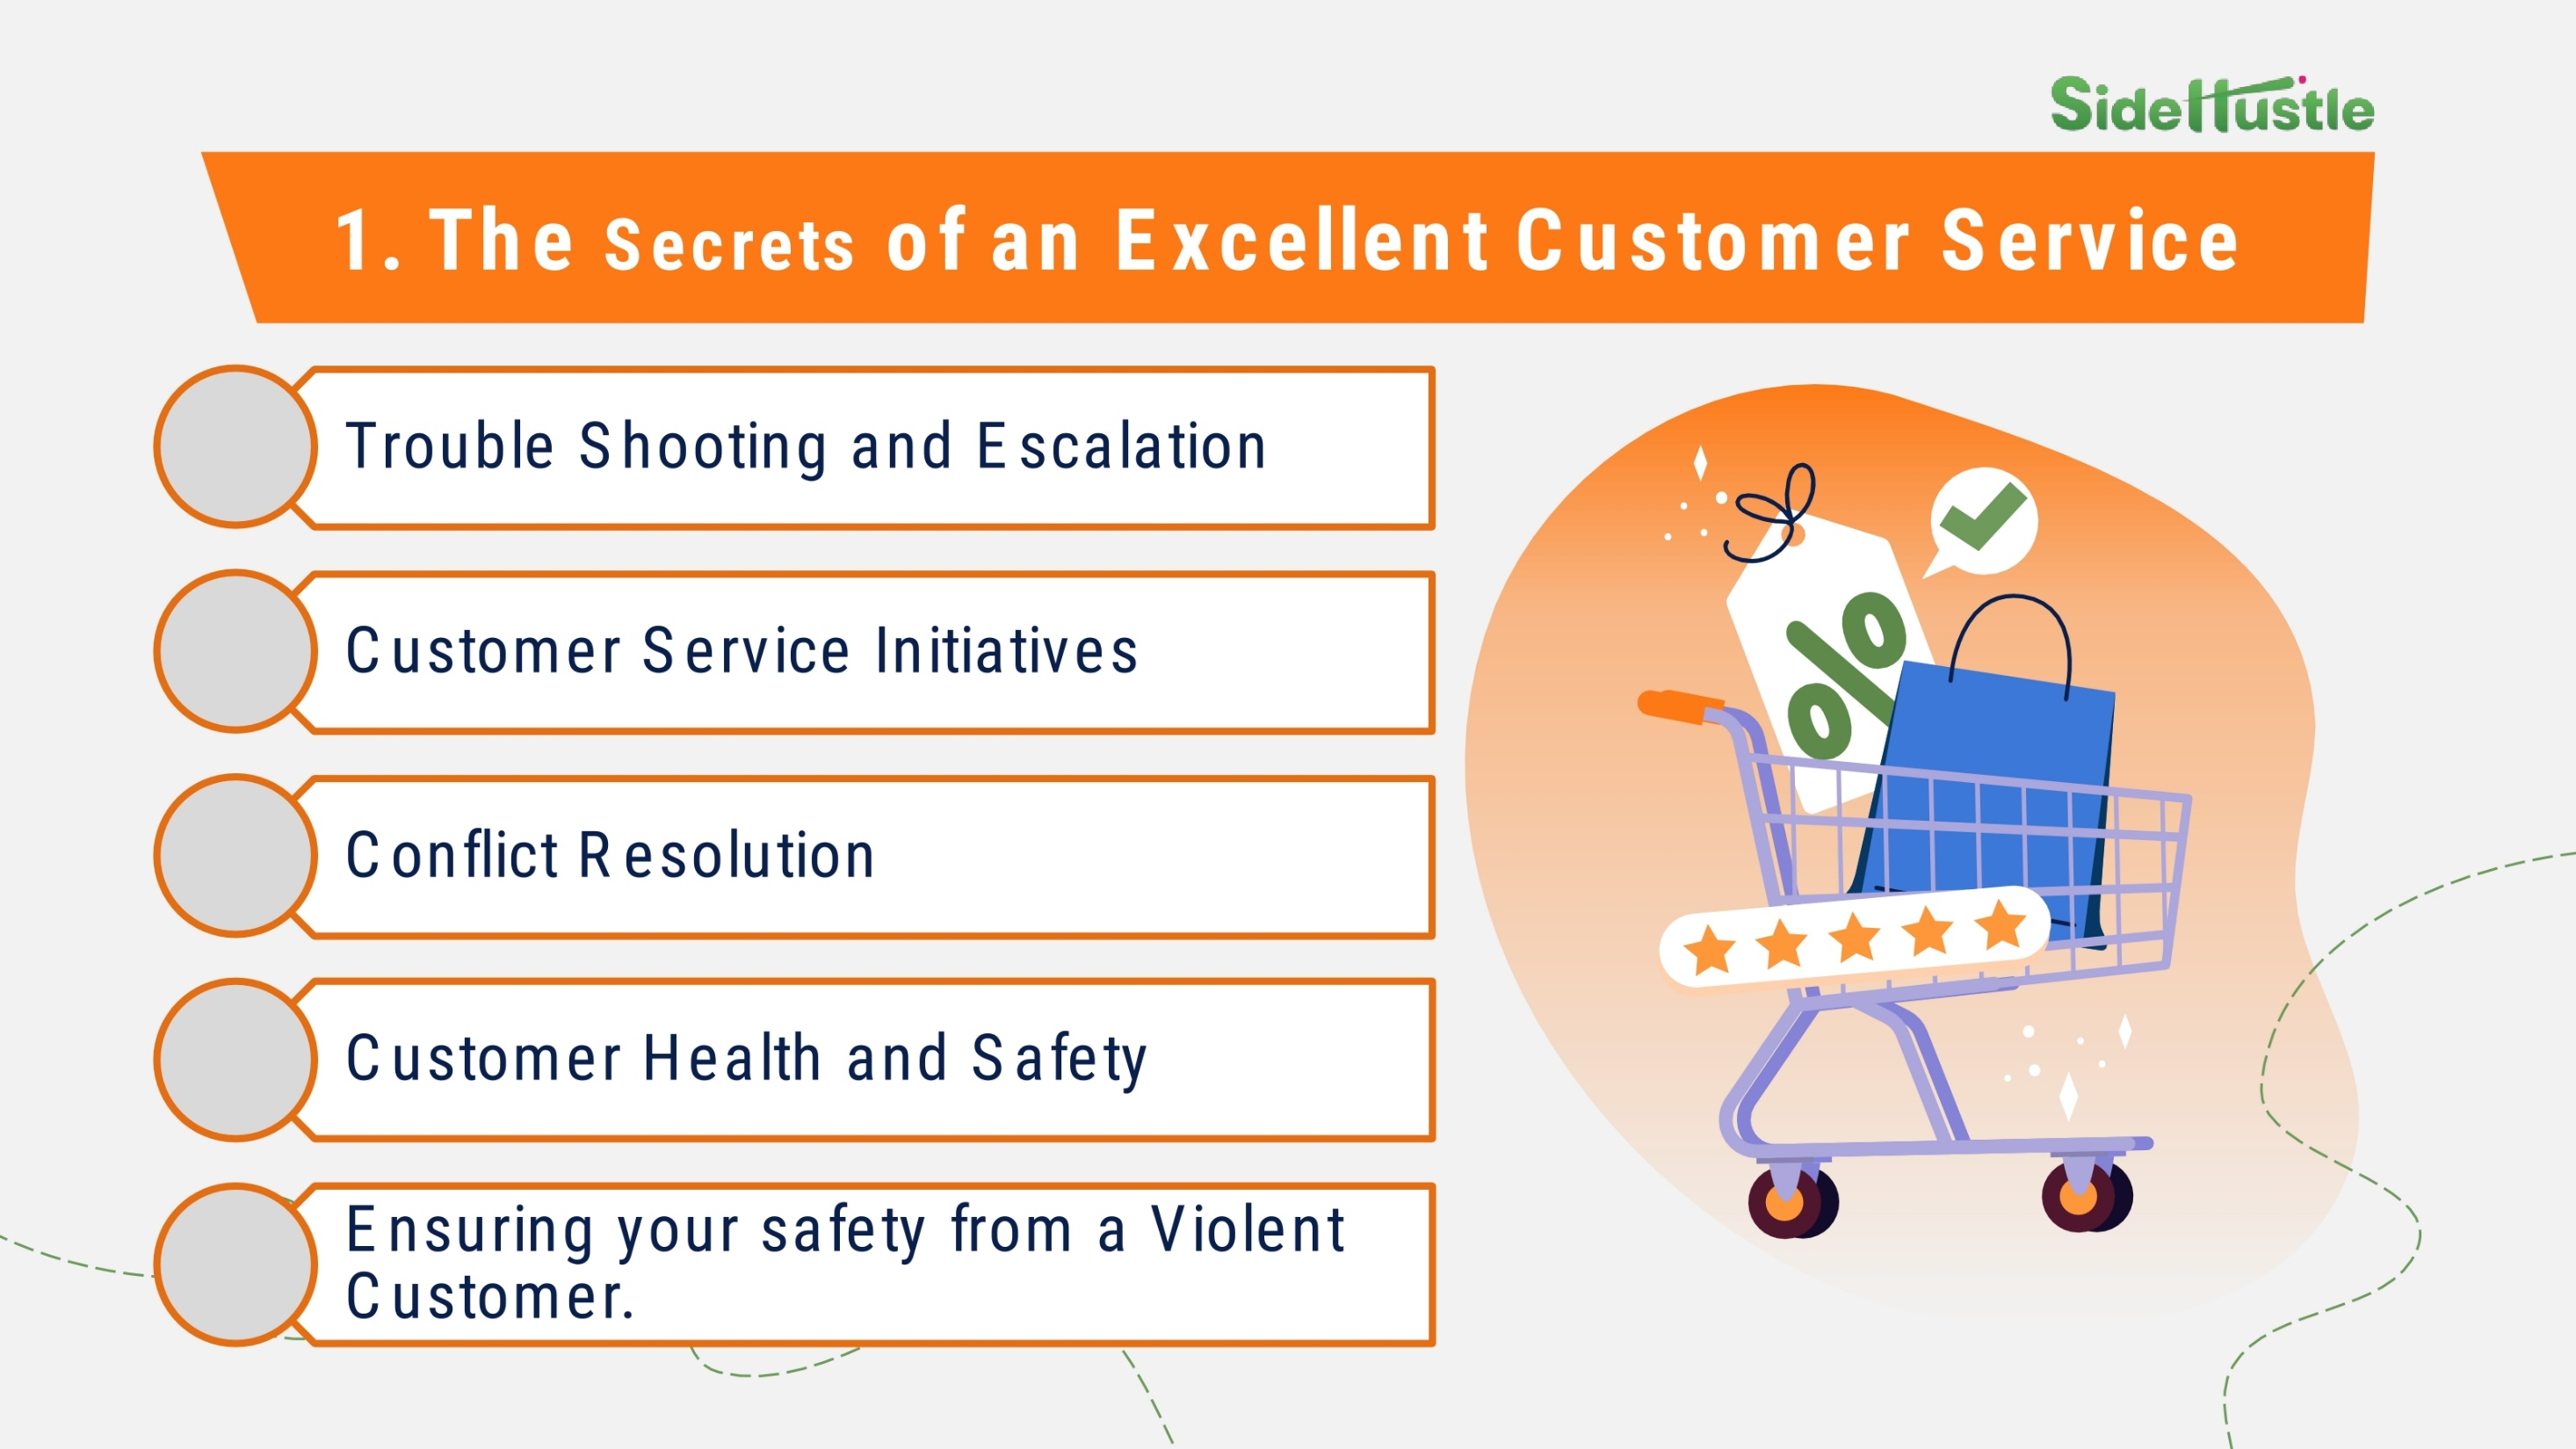 SideHustle
1. The Secrets of an Excellent Customer Service
Trouble Shooting and Escalation
Customer Service Initiatives
Conflict Resolution
Customer Health and Safety
Ensuring your safety from a Violent
Customer.
%